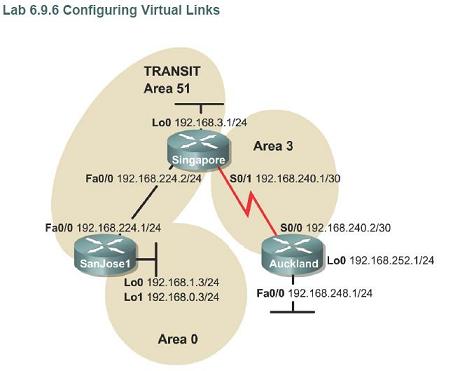 Lab 6.9.6 Configuring Virtual Links
TRANSIT
Area 51
Lo0 192.168.3.1/24
Singapore
Area 3
Fa0/0 192.168.224.2/24
S0/1 192.168.240.1/30
Fa0/0 192.168.224.1/24
S0/0 192.168.240.2/30
SanJose1
Auckland
Lo0 192.168.252.1/24
Lo0 192.168.1.3/24
Lo1 192.168.0.3/24
Fa0/0 192.168.248.1/24
Area 0